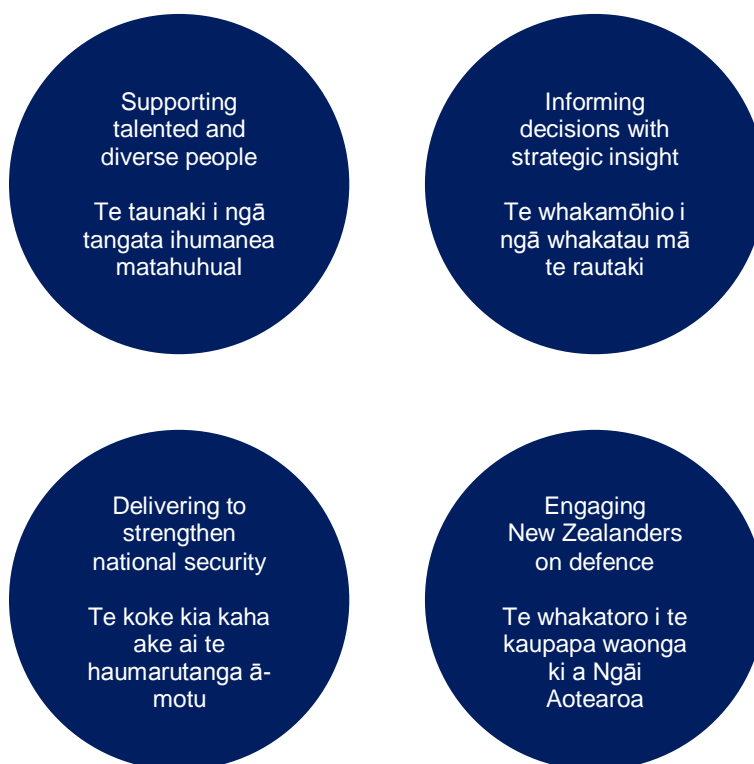 Supporting
talented and
diverse people
Te taunaki i ngā
tangata ihumanea
matahuhual
Informing
decisions with
strategic insight
Te whakamōhio i
ngā whakatau mā
te rautaki
Delivering to
strengthen
national security
Te koke kia kaha
ake ai te
haumarutanga ā-
motu
Engaging
New Zealanders
on defence
Te whakatoro i te
kaupapa waonga
ki a Ngāi
Aotearoa